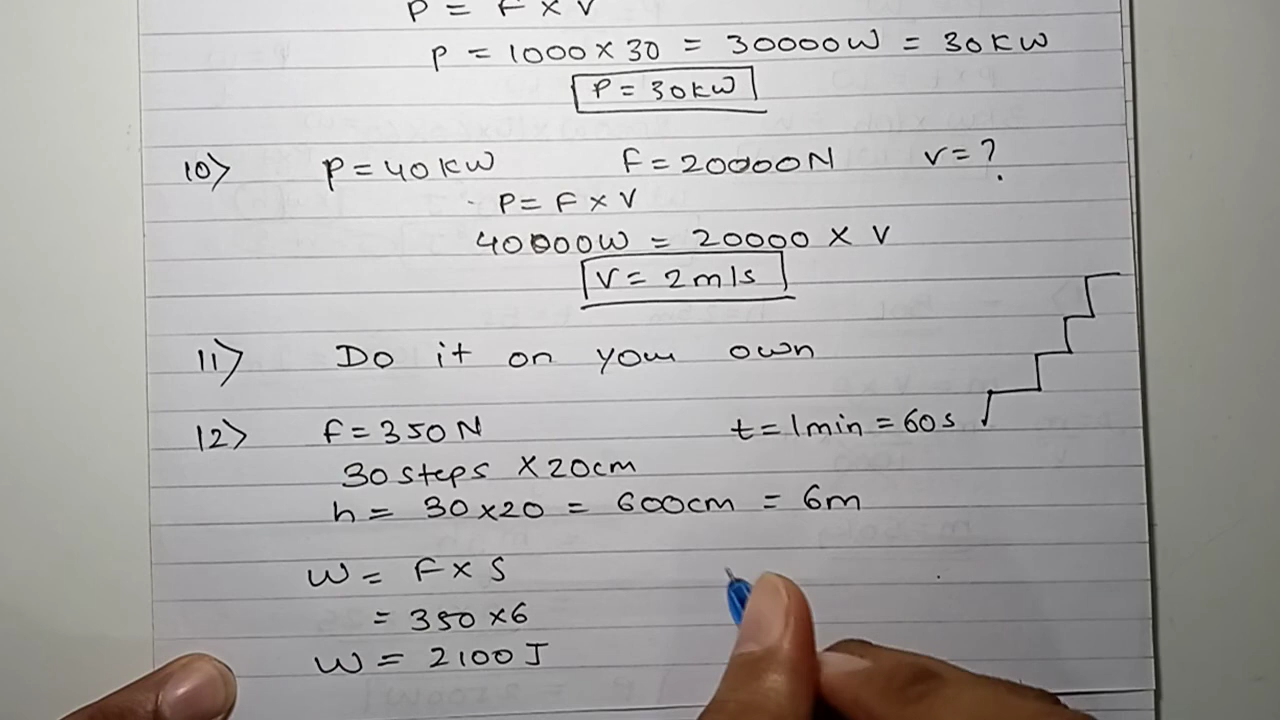 P = F x V
P = 1000 x 30 = 30000W = 30KW
P = 30KW
10) P = 40KW F = 20000N V = ?
P = F x V
40000W = 20000 x V
V = 2m/s
11) Do it on your own
12) F = 350N t = 1min = 60s
30 steps x 20cm
h = 30x20 = 600cm = 6m
W = F x S
= 350 x 6
W = 2100J